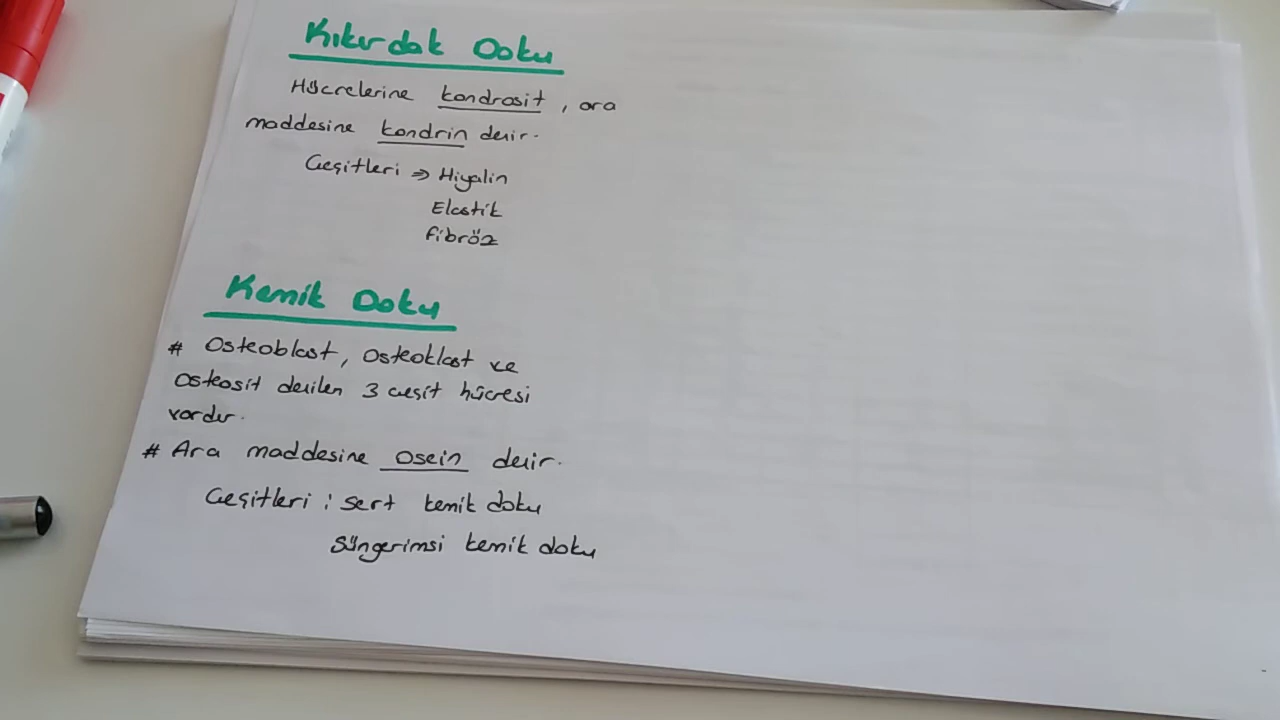 Kıkırdak Doku
Hücrelerine kondrosit, ara
maddesine kondrin denir.
Çeşitleri ⇒ Hiyalin
Elastik
fibröz
Kemik Doku
# Osteoblast, osteoklast ve
osteosit denilen 3 çeşit hücresi
vardır.
# Ara maddesine osein denir.
Çeşitleri : sert kemik doku
Süngerimsi kemik doku